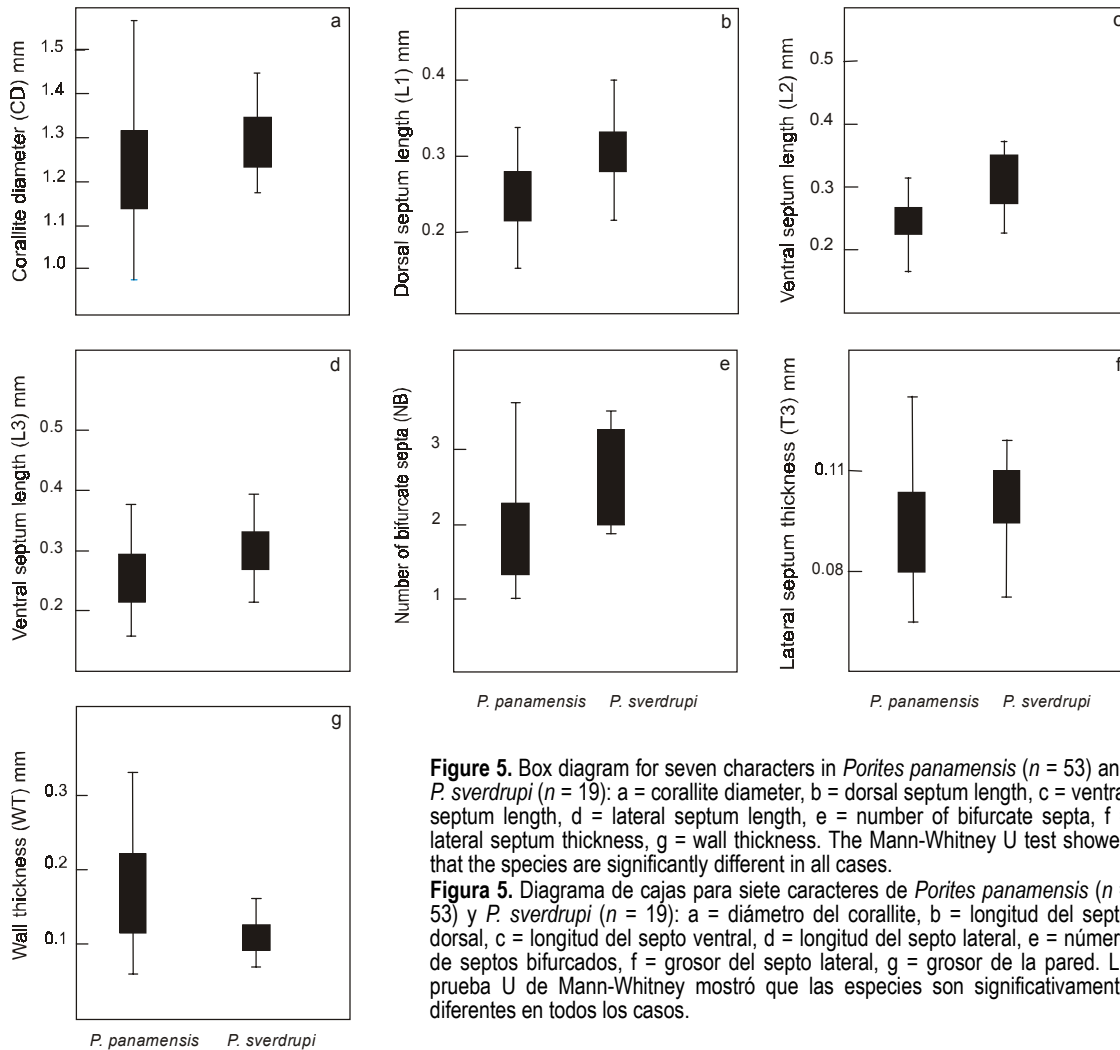 a
Corallite diameter (CD) mm
1.5
1.4
1.3
1.2
1.1
1.0
b
Dorsal septum length (L1) mm
0.4
0.3
0.2
Ventral septum length (L2) mm
0.5
0.4
0.3
0.2
d
Ventral septum length (L3) mm
0.5
0.4
0.3
0.2
e
Number of bifurcate septa (NB)
3
2
1
f
Lateral septum thickness (T3) mm
0.11
0.08
P. panamensis P. sverdrupi
P. panamensis P. sverdrupi
g
Wall thickness (WT) mm
0.3
0.2
0.1
P. panamensis P. sverdrupi
Figure 5. Box diagram for seven characters in Porites panamensis (n = 53) an
P. sverdrupi (n = 19): a = corallite diameter, b = dorsal septum length, c = ventra
septum length, d = lateral septum length, e = number of bifurcate septa, f
lateral septum thickness, g = wall thickness. The Mann-Whitney U test showe
that the species are significantly different in all cases.
Figura 5. Diagrama de cajas para siete caracteres de Porites panamensis (n =
53) y P. sverdrupi (n = 19): a = diámetro del corallite, b = longitud del sept
dorsal, c = longitud del septo ventral, d = longitud del septo lateral, e = númer
de septos bifurcados, f = grosor del septo lateral, g = grosor de la pared. L
prueba U de Mann-Whitney mostró que las especies son significativament
diferentes en todos los casos.